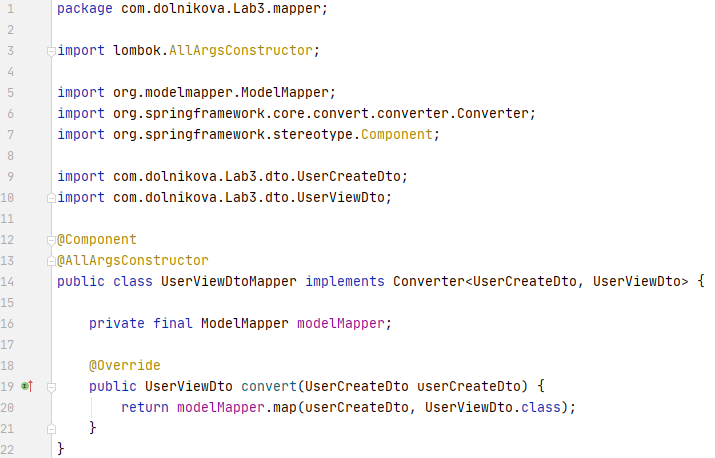 1 package com.dolnikova.Lab3.mapper;
2
3 import lombok.AllArgsConstructor;
4
5 import org.modelmapper.ModelMapper;
6 import org.springframework.core.convert.converter.Converter;
7 import org.springframework.stereotype.Component;
8
9 import com.dolnikova.Lab3.dto.UserCreateDto;
10 import com.dolnikova.Lab3.dto.UserViewDto;
11
12 @Component
13 @AllArgsConstructor
14 public class UserViewDtoMapper implements Converter<UserCreateDto, UserViewDto> {
15
16     private final ModelMapper modelMapper;
17
18     @Override
19     public UserViewDto convert(UserCreateDto userCreateDto) {
20         return modelMapper.map(userCreateDto, UserViewDto.class);
21     }
22 }